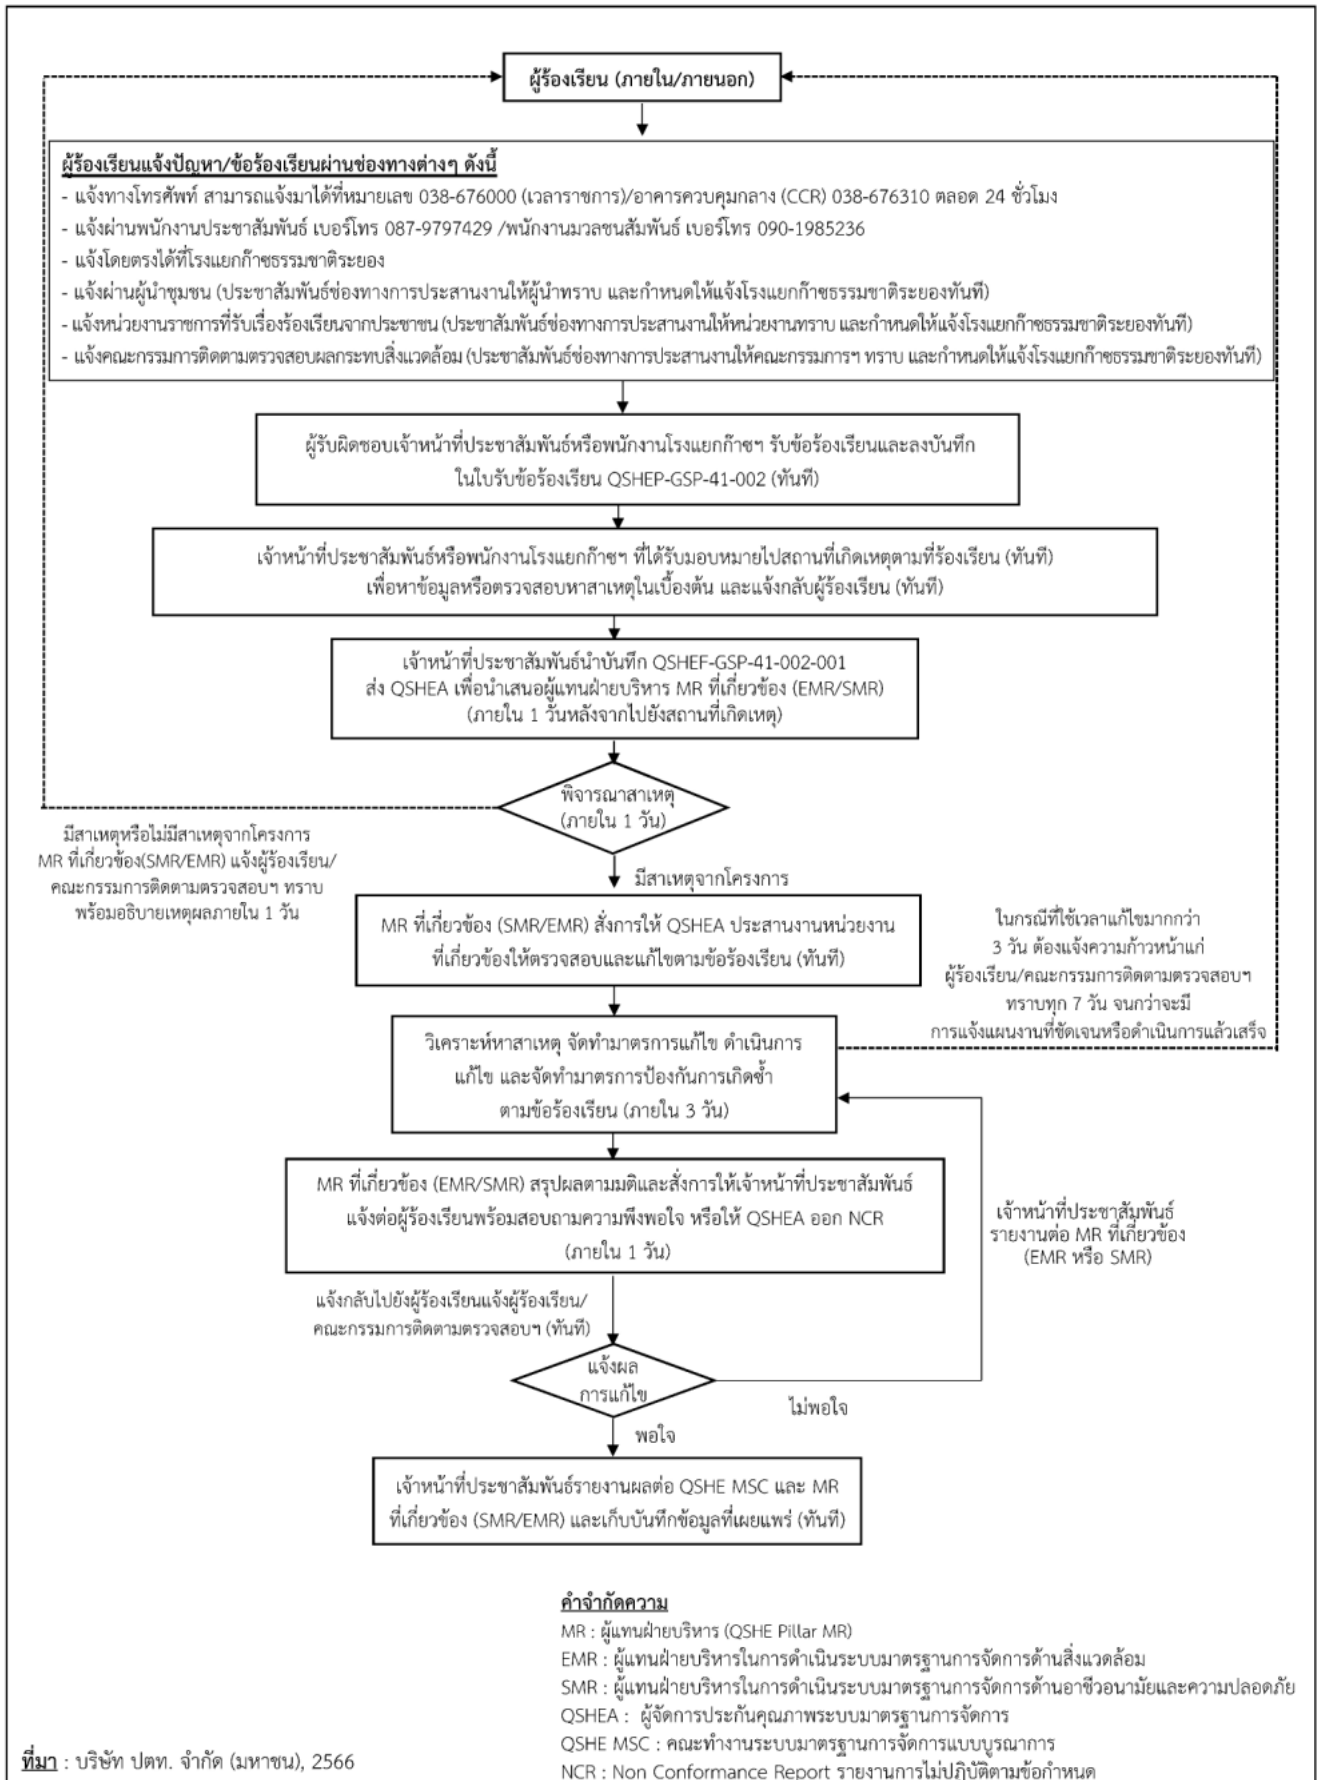 ผู้ร้องเรียน (ภายใน/ภายนอก)
ผู้ร้องเรียนแจ้งปัญหา/ข้อร้องเรียนผ่านช่องทางต่างๆ ดังนี้
- แจ้งทางโทรศัพท์ สามารถแจ้งมาได้ที่หมายเลข 038-676000 (เวลาราชการ)/อาคารควบคุมกลาง (CCR) 038-676310 ตลอด 24 ชั่วโมง
- แจ้งผ่านพนักงานประชาสัมพันธ์ เบอร์โทร 087-9797429 /พนักงานมวลชนสัมพันธ์ เบอร์โทร 090-1985236
- แจ้งโดยตรงได้ที่โรงแยกก๊าซธรรมชาติระยอง
- แจ้งผ่านผู้นำชุมชน (ประชาสัมพันธ์ช่องทางการประสานงานให้ผู้นำทราบ และกำหนดให้แจ้งโรงแยกก๊าซธรรมชาติระยองทันที)
- แจ้งหน่วยงานราชการที่รับเรื่องร้องเรียนจากประชาชน (ประชาสัมพันธ์ช่องทางการประสานงานให้หน่วยงานทราบ และกำหนดให้แจ้งโรงแยกก๊าซธรรมชาติระยองทันที)
- แจ้งคณะกรรมการติดตามตรวจสอบผลกระทบสิ่งแวดล้อม (ประชาสัมพันธ์ช่องทางการประสานงานให้คณะกรรมการฯ ทราบ และกำหนดให้แจ้งโรงแยกก๊าซธรรมชาติระยองทันที)
ผู้รับผิดชอบเจ้าหน้าที่ประชาสัมพันธ์หรือพนักงานโรงแยกก๊าซฯ รับข้อร้องเรียนและลงบันทึก
ในใบรับข้อร้องเรียน QSHEP-GSP-41-002 (ทันที)
เจ้าหน้าที่ประชาสัมพันธ์หรือพนักงานโรงแยกก๊าซฯ ที่ได้รับมอบหมายไปสถานที่เกิดเหตุตามที่ร้องเรียน (ทันที)
เพื่อหาข้อมูลหรือตรวจสอบหาสาเหตุในเบื้องต้น และแจ้งกลับผู้ร้องเรียน (ทันที)
เจ้าหน้าที่ประชาสัมพันธ์นำบันทึก QSHEF-GSP-41-002-001
ส่ง QSHEA เพื่อนำเสนอผู้แทนฝ่ายบริหาร MR ที่เกี่ยวข้อง (EMR/SMR)
(ภายใน 1 วันหลังจากไปยังสถานที่เกิดเหตุ)
พิจารณาสาเหตุ
(ภายใน 1 วัน)
มีสาเหตุหรือไม่มีสาเหตุจากโครงการ
MR ที่เกี่ยวข้อง(SMR/EMR) แจ้งผู้ร้องเรียน/
คณะกรรมการติดตามตรวจสอบฯ ทราบ
พร้อมอธิบายเหตุผลภายใน 1 วัน
มีสาเหตุจากโครงการ
MR ที่เกี่ยวข้อง (SMR/EMR) สั่งการให้ QSHEA ประสานงานหน่วยงาน
ที่เกี่ยวข้องให้ตรวจสอบและแก้ไขตามข้อร้องเรียน (ทันที)
ในกรณีที่ใช้เวลาแก้ไขมากกว่า
3 วัน ต้องแจ้งความก้าวหน้าแก่
ผู้ร้องเรียน/คณะกรรมการติดตามตรวจสอบฯ
ทราบทุก 7 วัน จนกว่าจะมี
การแจ้งแผนงานที่ชัดเจนหรือดำเนินการแล้วเสร็จ
วิเคราะห์หาสาเหตุ จัดทำมาตรการแก้ไข ดำเนินการ
แก้ไข และจัดทำมาตรการป้องกันการเกิดซ้ำ
ตามข้อร้องเรียน (ภายใน 3 วัน)
MR ที่เกี่ยวข้อง (EMR/SMR) สรุปผลตามมติและสั่งการให้เจ้าหน้าที่ประชาสัมพันธ์
แจ้งต่อผู้ร้องเรียนพร้อมสอบถามความพึงพอใจ หรือให้ QSHEA ออก NCR
(ภายใน 1 วัน)
เจ้าหน้าที่ประชาสัมพันธ์
รายงานต่อ MR ที่เกี่ยวข้อง
(EMR หรือ SMR)
แจ้งกลับไปยังผู้ร้องเรียนแจ้งผู้ร้องเรียน/
คณะกรรมการติดตามตรวจสอบฯ (ทันที)
แจ้งผล
การแก้ไข
ไม่พอใจ
พอใจ
เจ้าหน้าที่ประชาสัมพันธ์รายงานผลต่อ QSHE MSC และ MR
ที่เกี่ยวข้อง (SMR/EMR) และเก็บบันทึกข้อมูลที่เผยแพร่ (ทันที)
คำจำกัดความ
MR : ผู้แทนฝ่ายบริหาร (QSHE Pillar MR)
EMR : ผู้แทนฝ่ายบริหารในการดำเนินระบบมาตรฐานการจัดการด้านสิ่งแวดล้อม
SMR : ผู้แทนฝ่ายบริหารในการดำเนินระบบมาตรฐานการจัดการด้านอาชีวอนามัยและความปลอดภัย
QSHEA : ผู้จัดการประกันคุณภาพระบบมาตรฐานการจัดการ
QSHE MSC : คณะทำงานระบบมาตรฐานการจัดการแบบบูรณาการ
NCR : Non Conformance Report รายงานการไม่ปฏิบัติตามข้อกำหนด
ที่มา : บริษัท ปตท. จำกัด (มหาชน), 2566